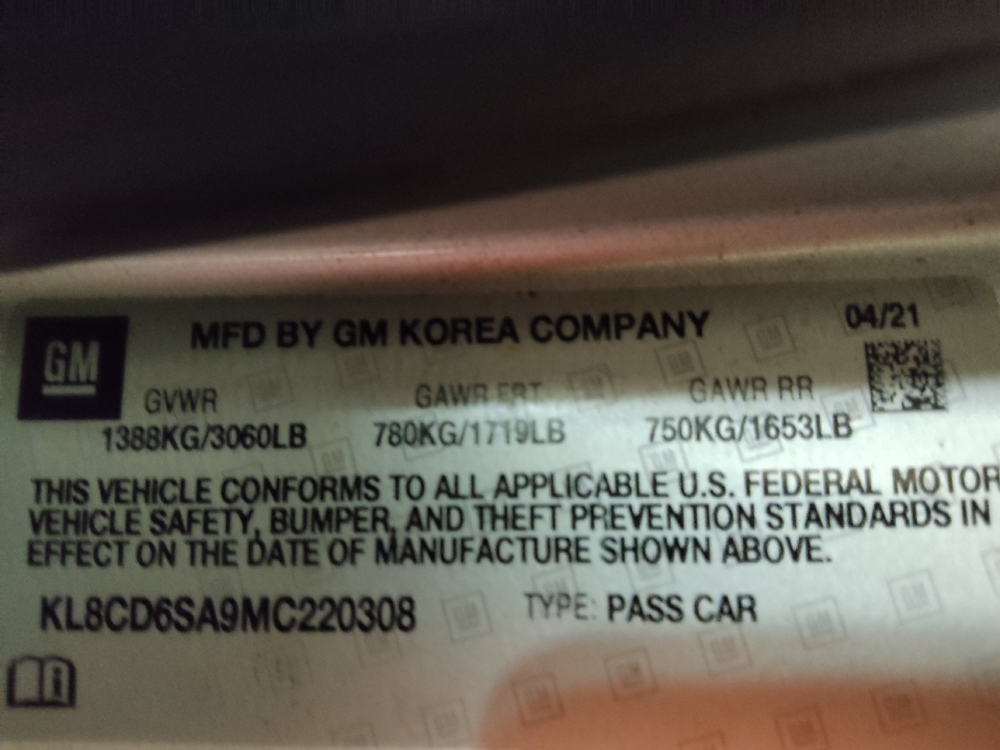 MFD BY GM KOREA COMPANY 04/21
GM
GVWR GAWR FRT GAWR RR
1388KG/3060LB 780KG/1719LB 750KG/1653LB
THIS VEHICLE CONFORMS TO ALL APPLICABLE U.S. FEDERAL MOTOR
VEHICLE SAFETY, BUMPER, AND THEFT PREVENTION STANDARDS IN
EFFECT ON THE DATE OF MANUFACTURE SHOWN ABOVE.
KL8CD6SA9MC220308 TYPE: PASS CAR